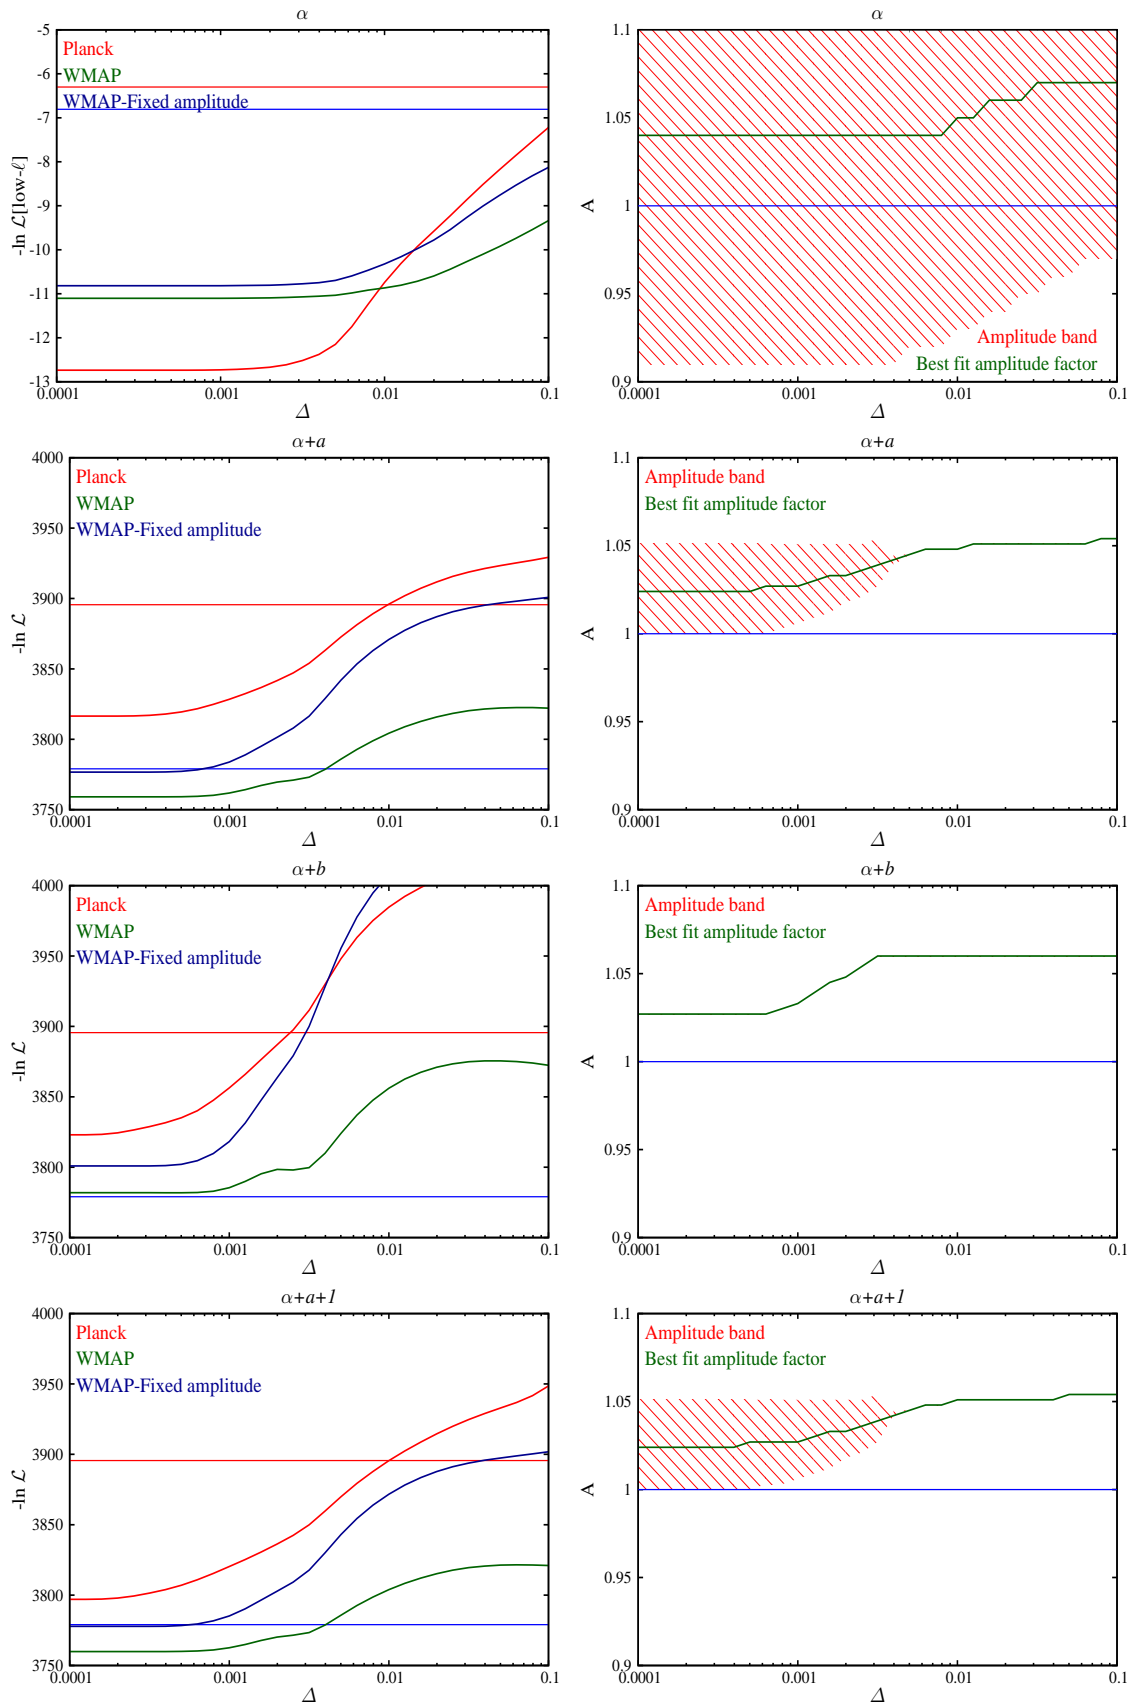 α
-5
Planck
-6
WMAP
WMAP-Fixed amplitude
-7
-8
-9
-10
-11
-12
-13
-ln ℒ[low-ℓ]
0.0001 0.001 0.01 0.1
Δ
α
1.1
1.05
1
0.95
0.9
A
Amplitude band
Best fit amplitude factor
0.0001 0.001 0.01 0.1
Δ
α+a
4000
Planck
WMAP
3950
WMAP-Fixed amplitude
3900
3850
3800
3750
-ln ℒ
0.0001 0.001 0.01 0.1
Δ
α+a
1.1
Amplitude band
Best fit amplitude factor
1.05
1
0.95
0.9
A
0.0001 0.001 0.01 0.1
Δ
α+b
4000
Planck
WMAP
3950
WMAP-Fixed amplitude
3900
3850
3800
3750
-ln ℒ
0.0001 0.001 0.01 0.1
Δ
α+b
1.1
Amplitude band
Best fit amplitude factor
1.05
1
0.95
0.9
A
0.0001 0.001 0.01 0.1
Δ
α+a+1
4000
Planck
WMAP
3950
WMAP-Fixed amplitude
3900
3850
3800
3750
-ln ℒ
0.0001 0.001 0.01 0.1
Δ
α+a+1
1.1
Amplitude band
Best fit amplitude factor
1.05
1
0.95
0.9
A
0.0001 0.001 0.01 0.1
Δ